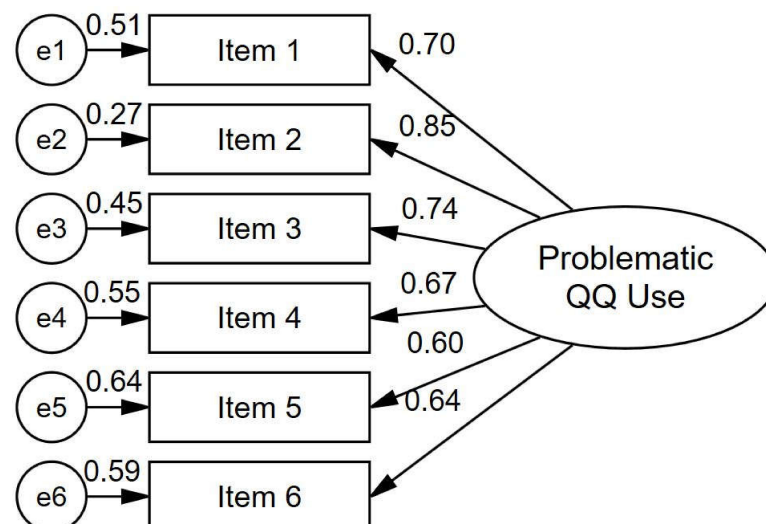 e1 0.51 Item 1 0.70
e2 0.27 Item 2 0.85
e3 0.45 Item 3 0.74
e4 0.55 Item 4 0.67
e5 0.64 Item 5 0.60
e6 0.59 Item 6 0.64
Problematic
QQ Use